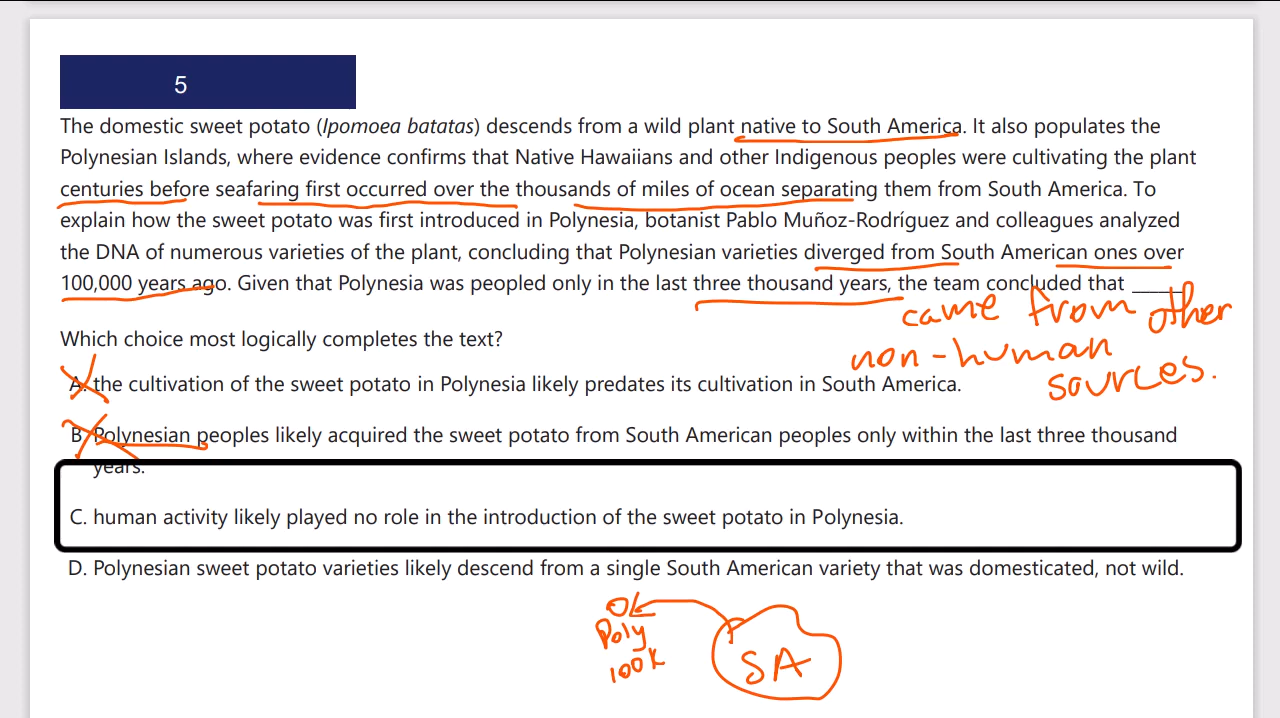 5
The domestic sweet potato (Ipomoea batatas) descends from a wild plant native to South America. It also populates the
Polynesian Islands, where evidence confirms that Native Hawaiians and other Indigenous peoples were cultivating the plant
centuries before seafaring first occurred over the thousands of miles of ocean separating them from South America. To
explain how the sweet potato was first introduced in Polynesia, botanist Pablo Muñoz-Rodríguez and colleagues analyzed
the DNA of numerous varieties of the plant, concluding that Polynesian varieties diverged from South American ones over
100,000 years ago. Given that Polynesia was peopled only in the last three thousand years, the team concluded that ______
came from other
non-human
sources.
Which choice most logically completes the text?
A. the cultivation of the sweet potato in Polynesia likely predates its cultivation in South America.
B. Polynesian peoples likely acquired the sweet potato from South American peoples only within the last three thousand
years.
C. human activity likely played no role in the introduction of the sweet potato in Polynesia.
D. Polynesian sweet potato varieties likely descend from a single South American variety that was domesticated, not wild.
Poly
100K
SA